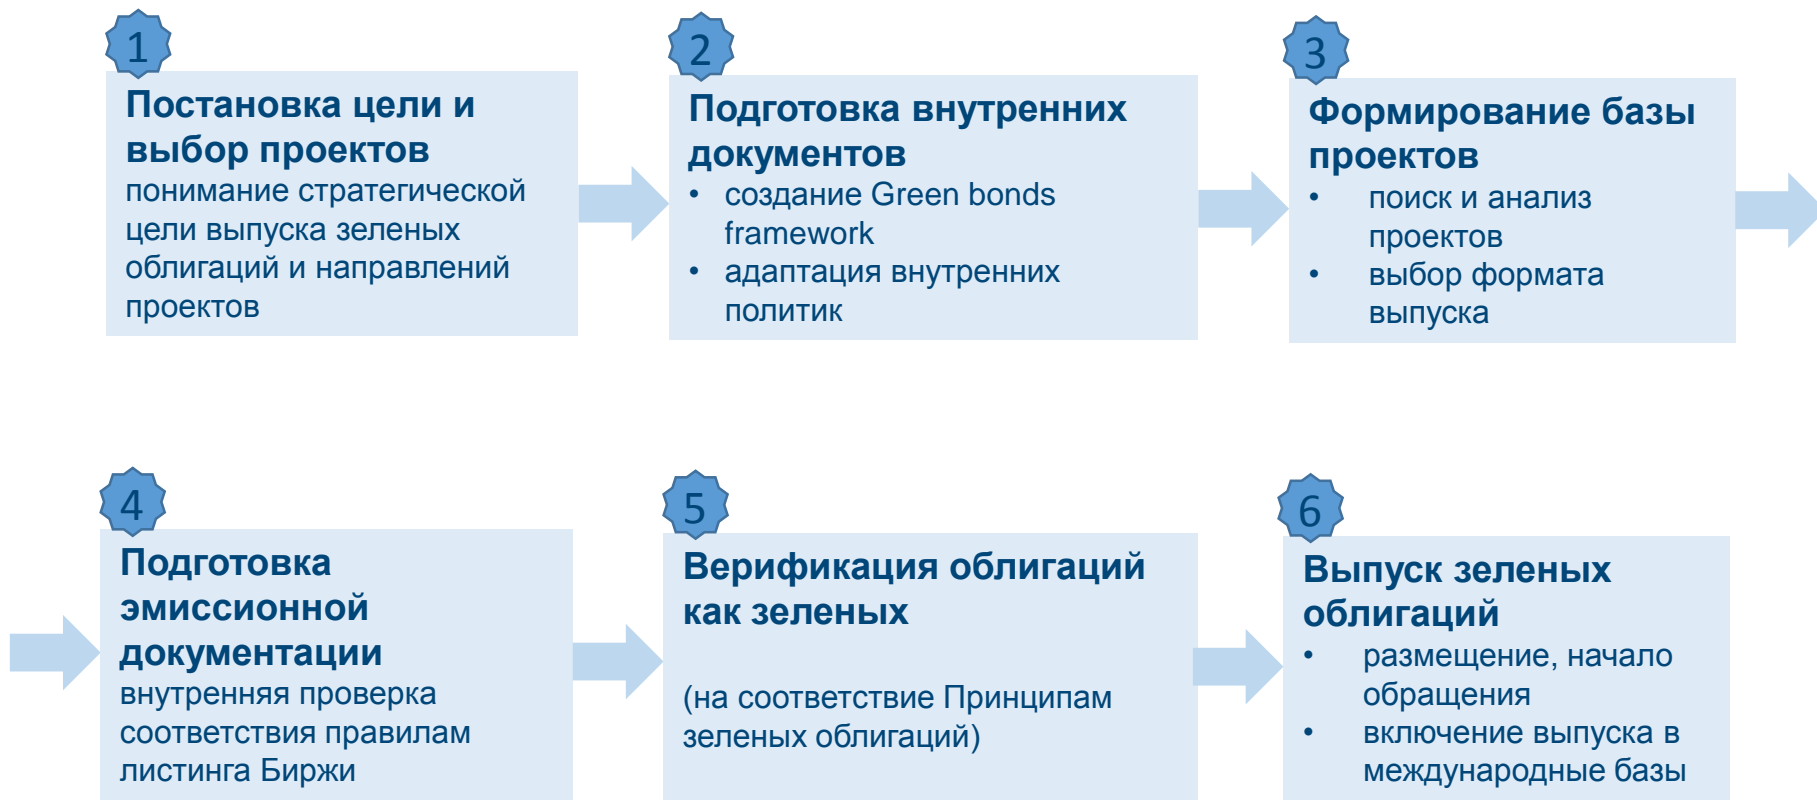 1
Постановка цели и
выбор проектов
понимание стратегической
цели выпуска зеленых
облигаций и направлений
проектов
2
Подготовка внутренних
документов
• создание Green bonds
framework
• адаптация внутренних
политик
3
Формирование базы
проектов
• поиск и анализ
проектов
• выбор формата
выпуска
4
Подготовка
эмиссионной
документации
внутренняя проверка
соответствия правилам
листинга Биржи
5
Верификация облигаций
как зеленых
(на соответствие Принципам
зеленых облигаций)
6
Выпуск зеленых
облигаций
• размещение, начало
обращения
• включение выпуска в
международные базы